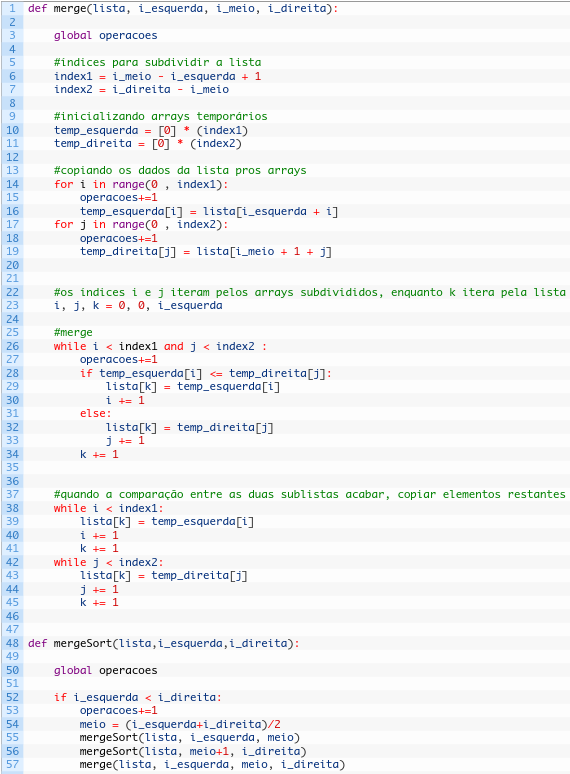 1 def merge(lista, i_esquerda, i_meio, i_direita):
2
3     global operacoes
4
5     #indices para subdividir a lista
6     index1 = i_meio - i_esquerda + 1
7     index2 = i_direita - i_meio
8
9     #inicializando arrays temporários
10     temp_esquerda = [0] * (index1)
11     temp_direita = [0] * (index2)
12
13     #copiando os dados da lista pros arrays
14     for i in range(0 , index1):
15         operacoes+=1
16         temp_esquerda[i] = lista[i_esquerda + i]
17     for j in range(0 , index2):
18         operacoes+=1
19         temp_direita[j] = lista[i_meio + 1 + j]
20
21
22     #os indices i e j iteram pelos arrays subdivididos, enquanto k itera pela lista
23     i, j, k = 0, 0, i_esquerda
24
25     #merge
26     while i < index1 and j < index2 :
27         operacoes+=1
28         if temp_esquerda[i] <= temp_direita[j]:
29             lista[k] = temp_esquerda[i]
30             i += 1
31         else:
32             lista[k] = temp_direita[j]
33             j += 1
34         k += 1
35
36
37     #quando a comparação entre as duas sublistas acabar, copiar elementos restantes
38     while i < index1:
39         lista[k] = temp_esquerda[i]
40         i += 1
41         k += 1
42     while j < index2:
43         lista[k] = temp_direita[j]
44         j += 1
45         k += 1
46
47
48 def mergeSort(lista,i_esquerda,i_direita):
49
50     global operacoes
51
52     if i_esquerda < i_direita:
53         operacoes+=1
54         meio = (i_esquerda+i_direita)/2
55         mergeSort(lista, i_esquerda, meio)
56         mergeSort(lista, meio+1, i_direita)
57         merge(lista, i_esquerda, meio, i_direita)